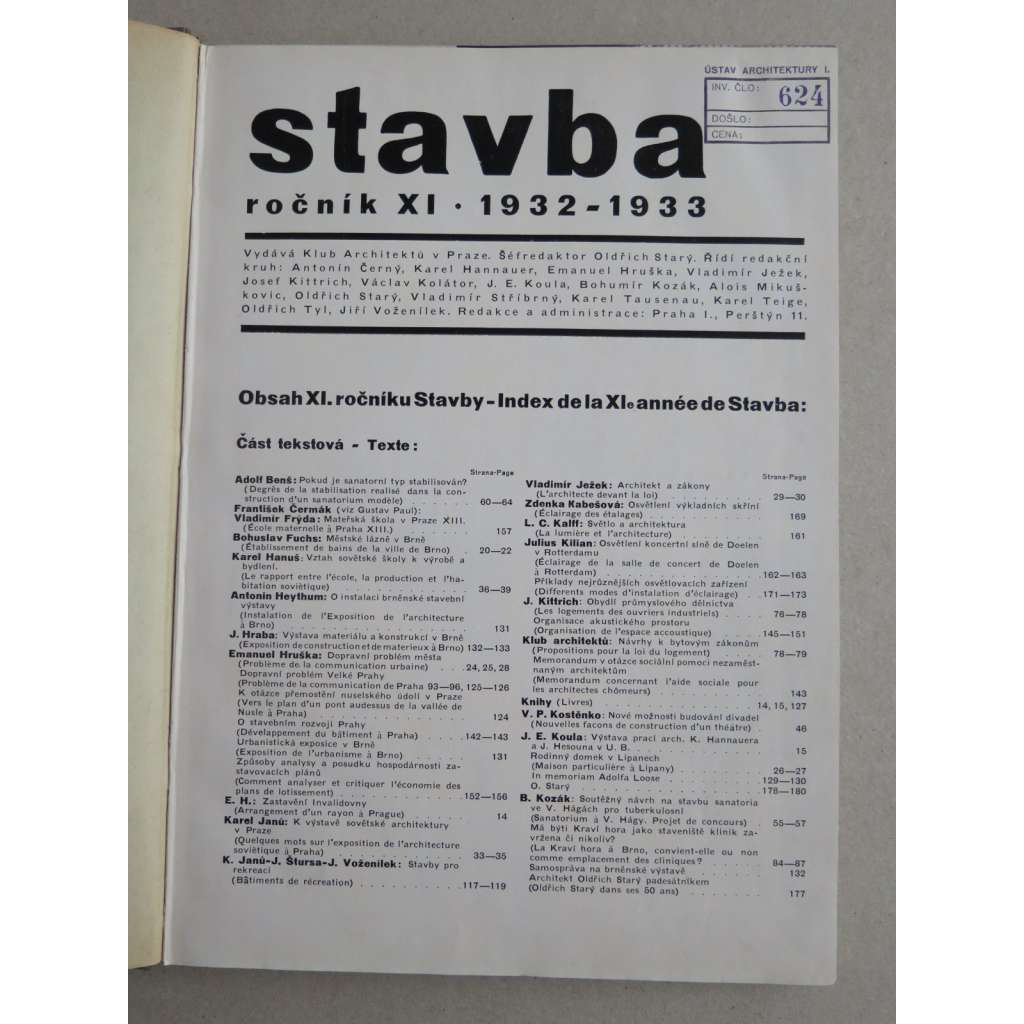 ÚSTAV ARCHITEKTURY I.
INV. ČLO: 624
DOŠLO:
CENA:
stavba
ročník XI · 1932-1933
Vydává Klub Architektů v Praze. Šéfredaktor Oldřich Starý. Řídí redakční
kruh: Antonín Černý, Karel Hannauer, Emanuel Hruška, Vladimír Ježek,
Josef Kittrich, Václav Kolátor, J. E. Koula, Bohumír Kozák, Alois Mikuš-
kovic, Oldřich Starý, Vladimír Stříbrný, Karel Tausenau, Karel Teige,
Oldřich Tyl, Jiří Voženílek. Redakce a administrace: Praha I., Perštýn 11.
Obsah XI. ročníku Stavby - Index de la XIe année de Stavba:
Část tekstová - Texte:
Strana-Page
Adolf Benš: Pokud je sanatorní typ stabilisován?
(Degrés de la stabilisation realisé dans la con-
struction d'un sanatorium modèle) 60—64
František Čermák (viz Gustav Paul):
Vladimír Frýda: Mateřská škola v Praze XIII.
(École maternelle à Praha XIII.) 157
Bohuslav Fuchs: Městské lázně v Brně
(Établissement de bains de la ville de Brno) 20—22
Karel Hanuš: Vztah sovětské školy k výrobě a
bydlení.
(Le rapport entre l'école, la production et l'ha-
bitation soviètique) 36—39
Antonín Heythum: O instalaci brněnské stavební
výstavy
(Instalation de l'Exposition de l'architecture
à Brno) 131
J. Hraba: Výstava materiálu a konstrukcí v Brně
(Exposition de construction et de materieux à Brno) 132—133
Emanuel Hruška: Dopravní problém města
(Problème de la communication urbaine) 24, 25, 28
Dopravní problém Velké Prahy
(Problème de la communication de Praha 93—96, 125—126
K otázce přemostění nuselského údolí v Praze
(Vers le plan d'un pont audessus de la vallée de
Nusle à Praha) 124
O stavebním rozvoji Prahy
(Dévelappement du bâtiment à Praha) 142—143
Urbanistická exposice v Brně
(Exposition de l'urbanisme à Brno) 131
Způsoby analysy a posudku hospodárnosti za-
stavovacích plánů
(Comment analyser et critiquer l'économie des
plans de lotissement) 152—156
E. H.: Zastavění Invalidovny
(Arrangement d'un rayon à Prague) 14
Karel Janů: K výstavě sovětské architektury
v Praze
(Quelques mots sur l'exposition de l'architecture
soviètique à Praha) 33—35
K. Janů-J. Štursa-J. Voženílek: Stavby pro
rekreaci
(Bâtiments de récreation) 117—119
Strana-Page
Vladimír Ježek: Architekt a zákony
(L'architecte devant la loi) 29—30
Zdenka Kabešová: Osvětlení výkladních skříní
(Éclairage des étalages) 169
L. C. Kalff: Světlo a architektura
(La lumière et l'architecture) 161
Julius Kilian: Osvětlení koncertní síně de Doelen
v Rotterdamu
(Éclairage de la salle de concert de Doelen
à Rotterdam) 162—163
Příklady nejrůznějších osvětlovacích zařízení
(Differents modes d'instalation d'éclairage) 171—173
J. Kittrich: Obydlí průmyslového dělnictva
(Les logements des ouvriers industriels) 76—78
Organisace akustického prostoru
(Organisation de l'espace accoustique) 145—151
Klub architektů: Návrhy k bytovým zákonům
(Propositions pour la loi du logement) 78—79
Memorandum v otázce sociální pomoci nezaměst-
naným architektům
(Memorandum concernant l'aide sociale pour
les architectes chômeurs) 143
Knihy (Livres) 14, 15, 127
V. P. Kostěnko: Nové možnosti budování divadel
(Nouvelles facons de construction d'un théatre) 46
J. E. Koula: Výstava prací arch. K. Hannauera
a J. Hesouna v U. B. 15
Rodinný domek v Lipanech
(Maison particulière à Lipany) 26—27
In memoriam Adolfa Loose 129—130
O. Starý 178—180
B. Kozák: Soutěžný návrh na stavbu sanatoria
ve V. Hágách pro tuberkulosní
(Sanatorium à V. Hágy. Projet de concours) 55—57
Má býti Kraví hora jako staveniště klinik za-
vržena či nikoliv?
(La Kraví hora à Brno, convient-elle ou non
comme emplacement des cliniques? 84—87
Samospráva na brněnské výstavě 132
Architekt Oldřich Starý padesátníkem
(Oldřich Starý dans ses 50 ans) 177